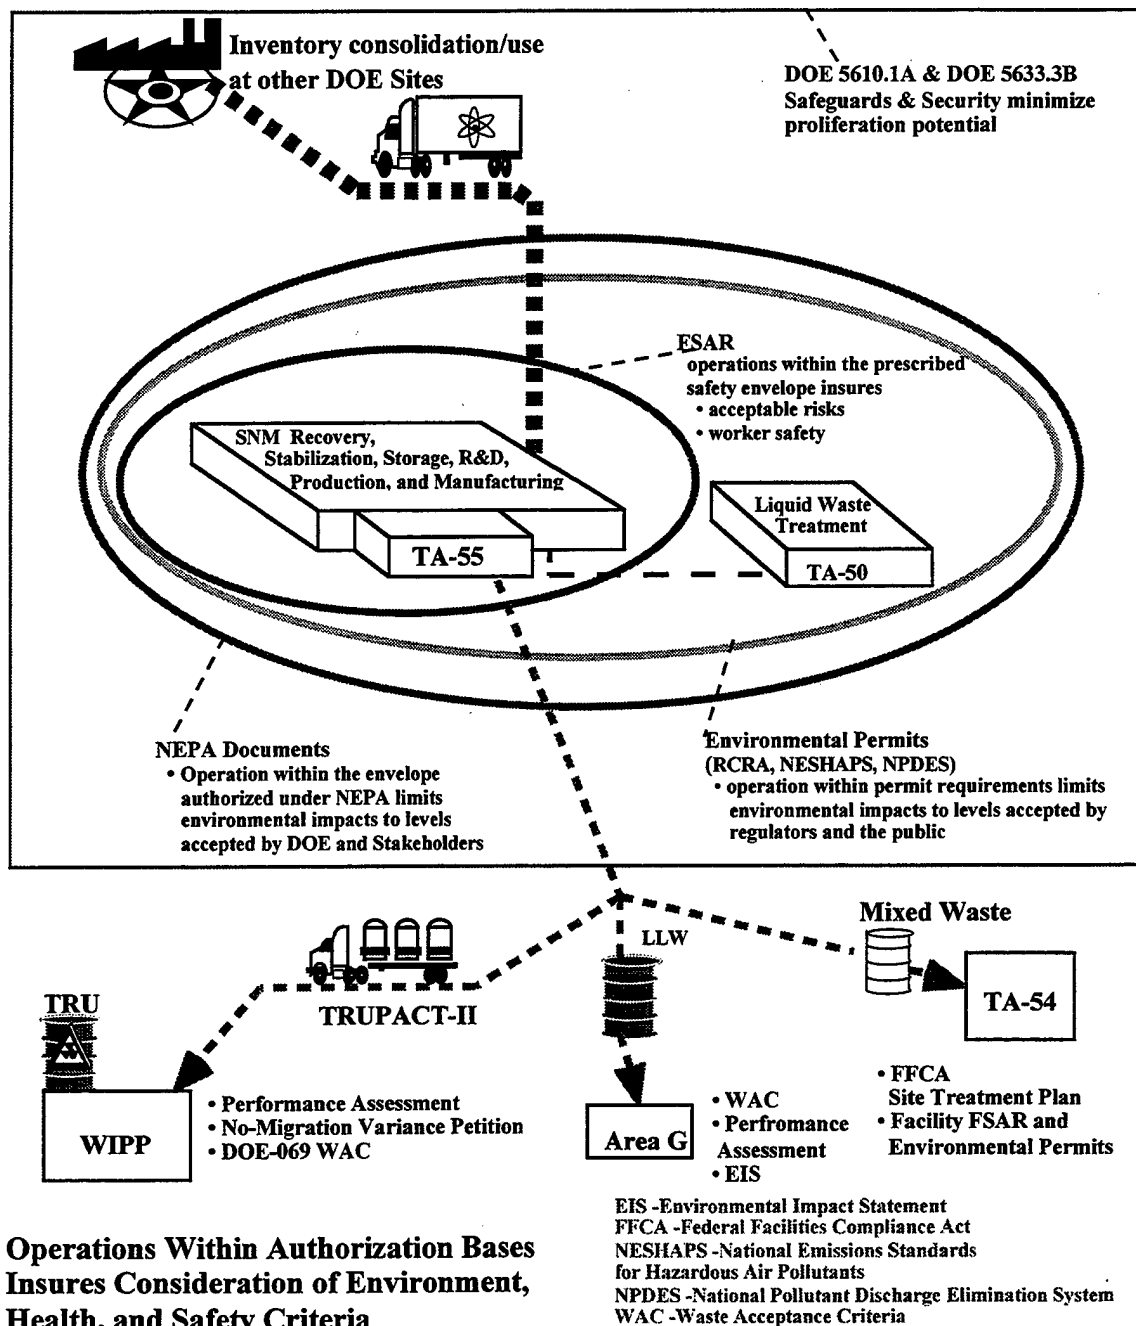 Inventory consolidation/use
at other DOE Sites
DOE 5610.1A & DOE 5633.3B
Safeguards & Security minimize
proliferation potential
FSAR
operations within the prescribed
safety envelope insures
• acceptable risks
• worker safety
SNM Recovery,
Stabilization, Storage, R&D,
Production, and Manufacturing
TA-55
Liquid Waste
Treatment
TA-50
NEPA Documents
• Operation within the envelope
authorized under NEPA limits
environmental impacts to levels
accepted by DOE and Stakeholders
Environmental Permits
(RCRA, NESHAPS, NPDES)
• operation within permit requirements limits
environmental impacts to levels accepted by
regulators and the public
TRU
TRUPACT-II
LLW
Mixed Waste
TA-54
WIPP
• Performance Assessment
• No-Migration Variance Petition
• DOE-069 WAC
Area G
• WAC
• Perfromance
Assessment
• EIS
• FFCA
Site Treatment Plan
• Facility FSAR and
Environmental Permits
EIS -Environmental Impact Statement
FFCA -Federal Facilities Compliance Act
NESHAPS -National Emissions Standards
for Hazardous Air Pollutants
NPDES -National Pollutant Discharge Elimination System
WAC -Waste Acceptance Criteria
Operations Within Authorization Bases
Insures Consideration of Environment,
Health, and Safety Criteria